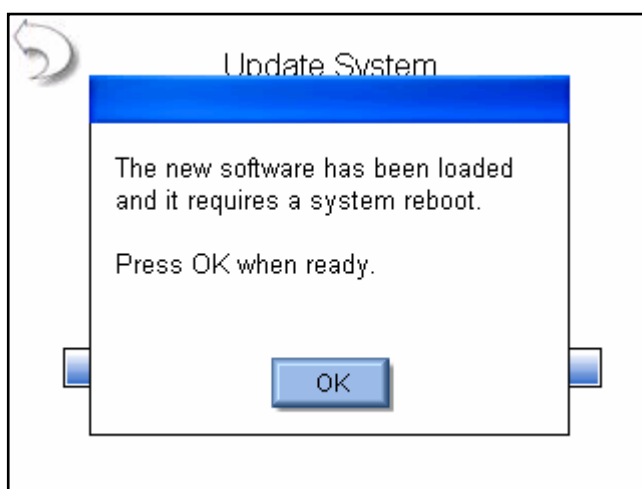 Update System
The new software has been loaded
and it requires a system reboot.
Press OK when ready.
OK